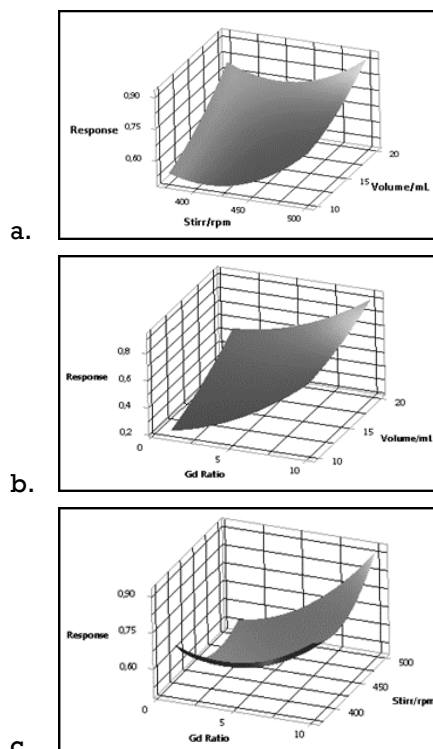 0,90
Response
0,75
0,60
400
450
500
Stirr/rpm
10
15
20
Volume/mL
a.
0,8
Response
0,6
0,4
0,2
0
5
10
Gd Ratio
10
15
20
Volume/mL
b.
0,90
Response
0,75
0,60
0
5
10
Gd Ratio
400
450
500
Stirr/rpm
c.